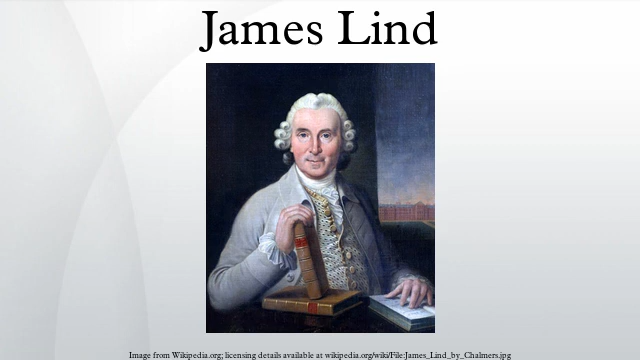 James Lind
Image from Wikipedia.org; licensing details available at wikipedia.org/wiki/File:James_Lind_by_Chalmers.jpg